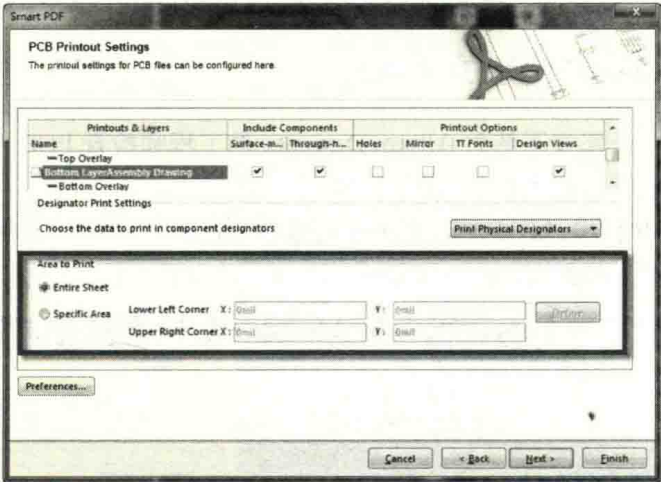 Smart PDF
PCB Printout Settings
The printout settings for PCB files can be configured here.
Printouts & Layers Include Components Printout Options
Name Surface-m... Through-h... Holes Mirror TT Fonts Design Views
Top Overlay
Bottom LayerAssembly Drawing
Bottom Overlay
Designator Print Settings
Choose the data to print in component designators Print Physical Designators
Area to Print
Entire Sheet
Specific Area Lower Left Corner X: 0mil Y: 0mil Define
Upper Right Corner X: 0mil Y: 0mil
Preferences...
Cancel < Back Next > Finish